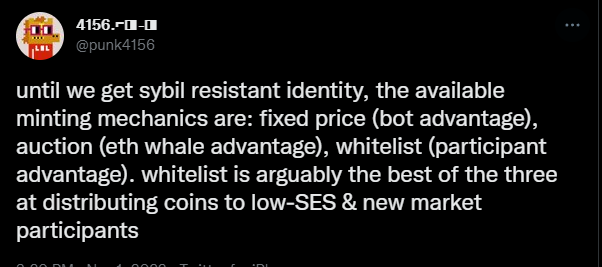 4156.⌐◨-◨
@punk4156
until we get sybil resistant identity, the available
minting mechanics are: fixed price (bot advantage),
auction (eth whale advantage), whitelist (participant
advantage). whitelist is arguably the best of the three
at distributing coins to low-SES & new market
participants